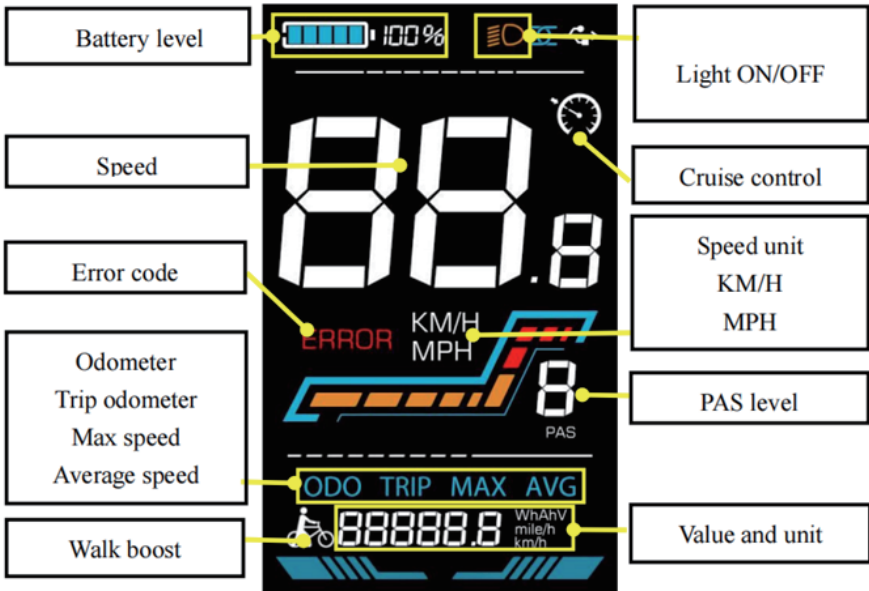 Battery level
100%
Light ON/OFF
Speed
88.8
Cruise control
Error code
ERROR
KM/H
MPH
Speed unit
KM/H
MPH
8
PAS
PAS level
Odometer
Trip odometer
Max speed
Average speed
ODO TRIP MAX AVG
Walk boost
88888.8
WhAhV
mile/h
km/h
Value and unit